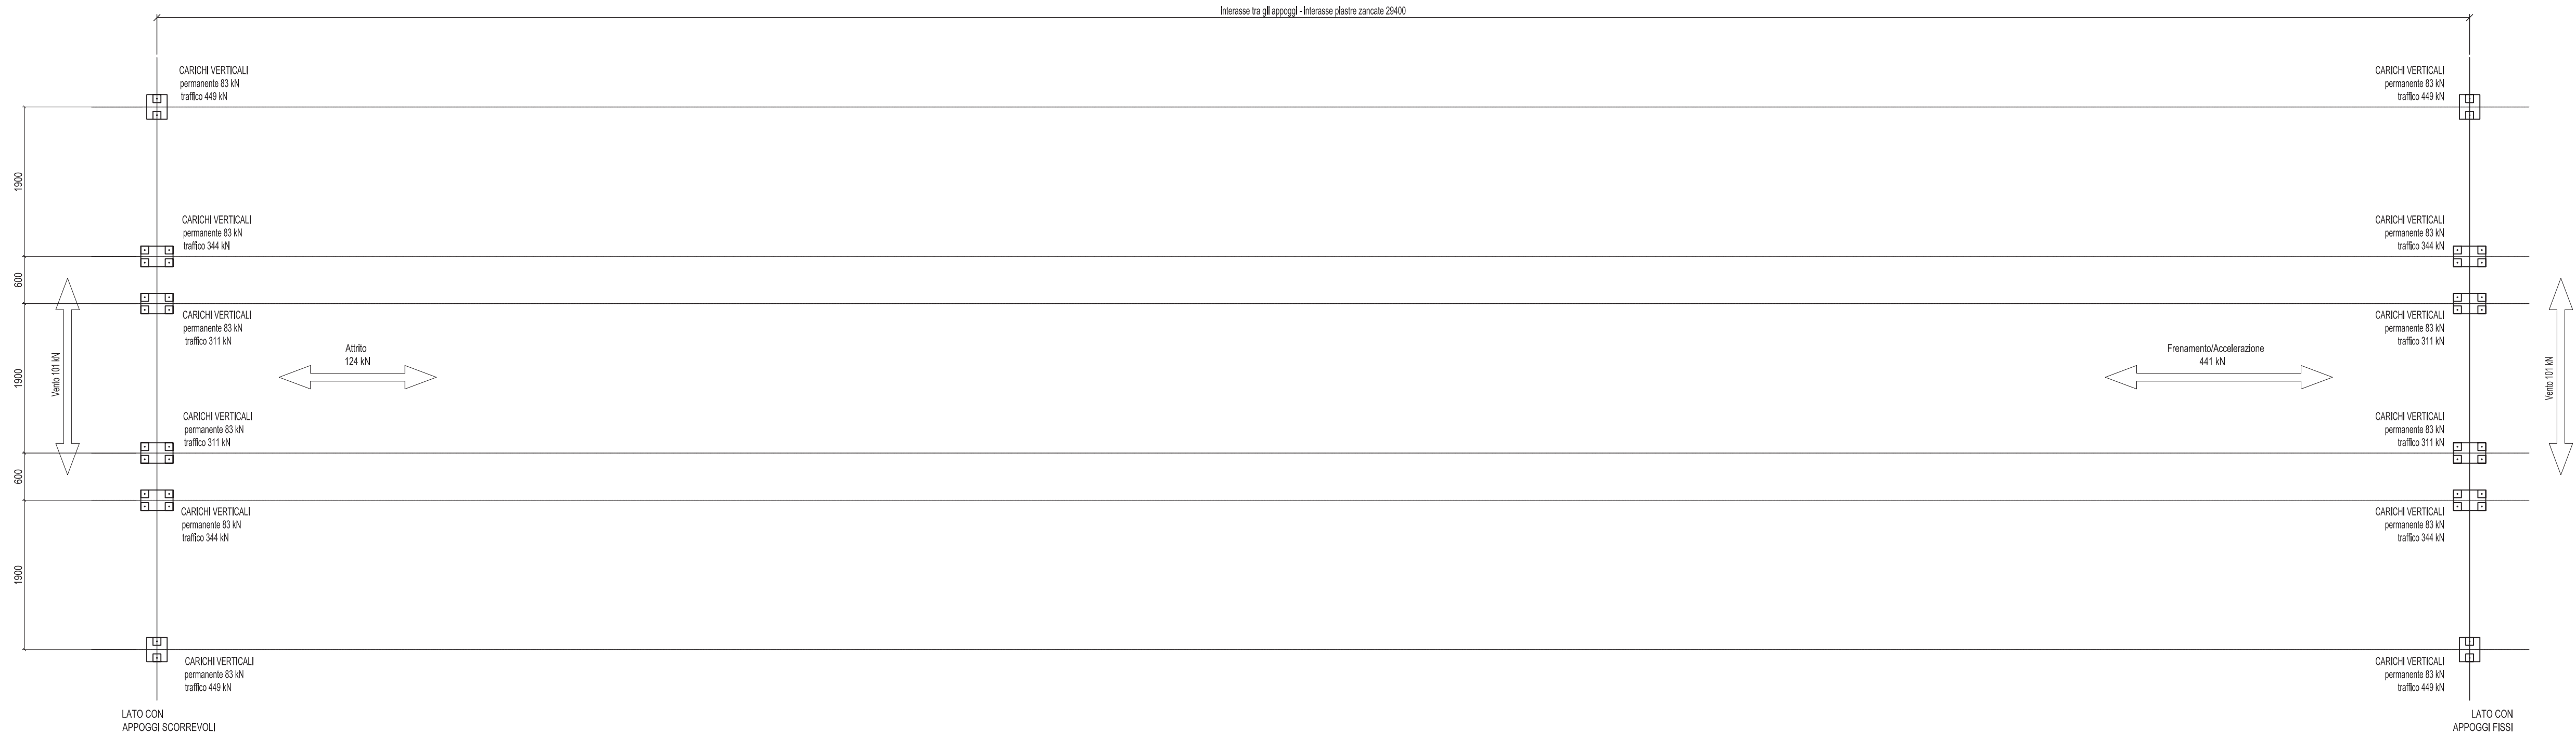 interasse tra gli appoggi - interasse piastre zancate 29400
CARICHI VERTICALI
permanente 83 kN
traffico 449 kN
CARICHI VERTICALI
permanente 83 kN
traffico 449 kN
1900
CARICHI VERTICALI
permanente 83 kN
traffico 344 kN
CARICHI VERTICALI
permanente 83 kN
traffico 344 kN
600
CARICHI VERTICALI
permanente 83 kN
traffico 311 kN
CARICHI VERTICALI
permanente 83 kN
traffico 311 kN
Vento 101 kN
1900
Attrito
124 kN
Frenamento/Accelerazione
441 kN
Vento 101 kN
CARICHI VERTICALI
permanente 83 kN
traffico 311 kN
CARICHI VERTICALI
permanente 83 kN
traffico 311 kN
600
CARICHI VERTICALI
permanente 83 kN
traffico 344 kN
CARICHI VERTICALI
permanente 83 kN
traffico 344 kN
1900
CARICHI VERTICALI
permanente 83 kN
traffico 449 kN
CARICHI VERTICALI
permanente 83 kN
traffico 449 kN
LATO CON
APPOGGI SCORREVOLI
LATO CON
APPOGGI FISSI